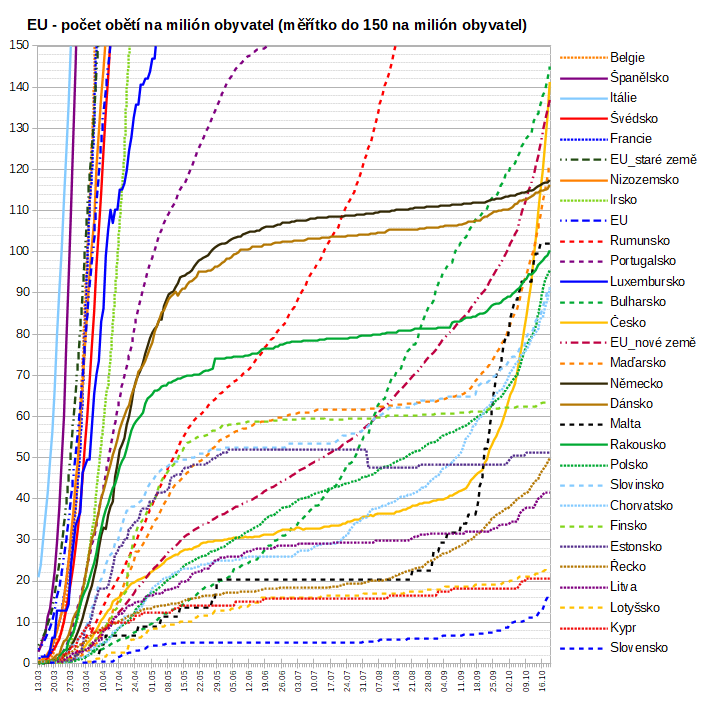 EU - počet obětí na milión obyvatel (měřítko do 150 na milión obyvatel)
150
140
130
120
110
100
90
80
70
60
50
40
30
20
10
0
13.03 20.03 27.03 03.04 10.04 17.04 24.04 01.05 08.05 15.05 22.05 29.05 05.06 12.06 19.06 26.06 03.07 10.07 17.07 24.07 31.07 07.08 14.08 21.08 28.08 04.09 11.09 18.09 25.09 02.10 09.10 16.10
Belgie
Španělsko
Itálie
Švédsko
Francie
EU_staré země
Nizozemsko
Irsko
EU
Rumunsko
Portugalsko
Luxembursko
Bulharsko
Česko
EU_nové země
Maďarsko
Německo
Dánsko
Malta
Rakousko
Polsko
Slovinsko
Chorvatsko
Finsko
Estonsko
Řecko
Litva
Lotyšsko
Kypr
Slovensko